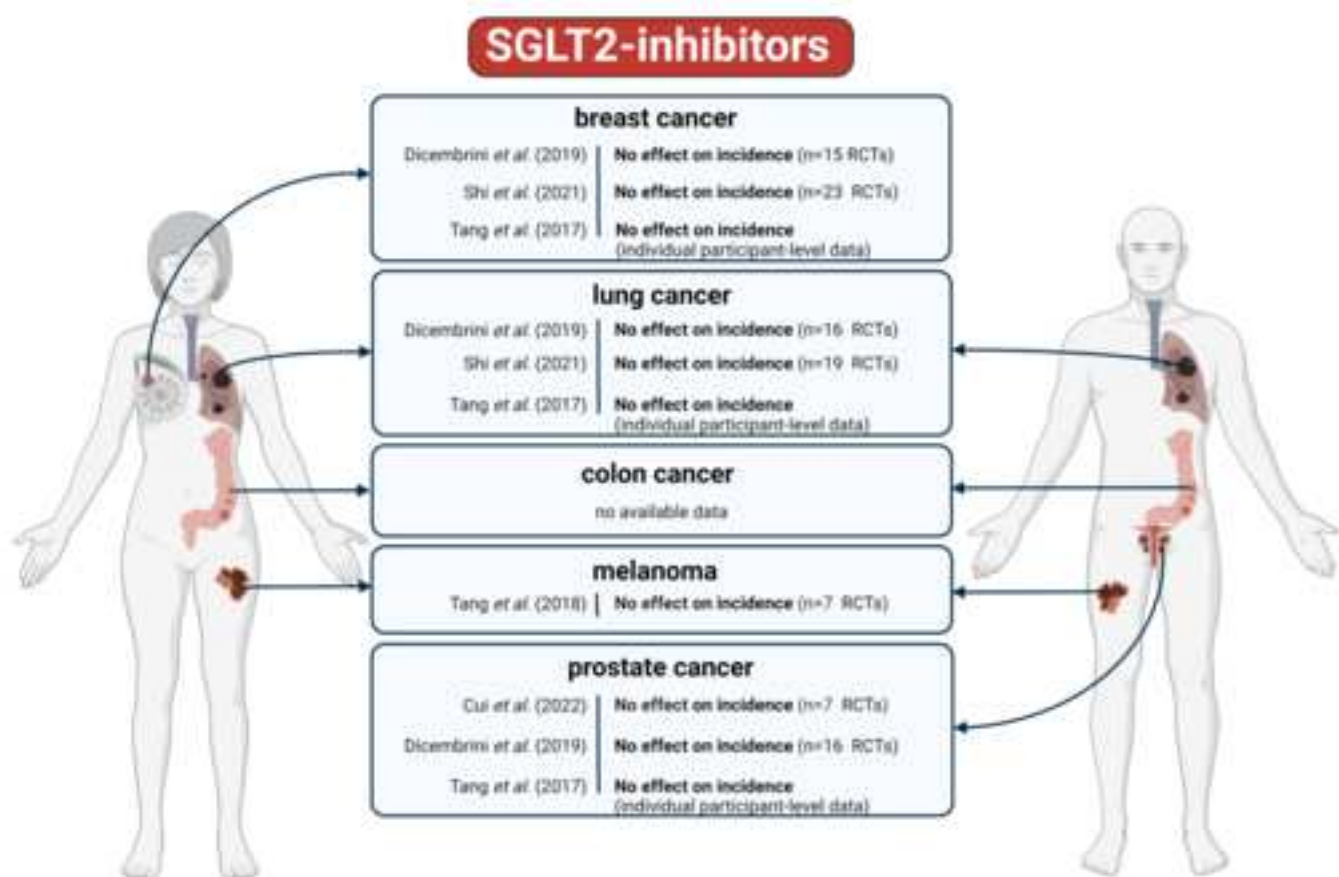 SGLT2-inhibitors
breast cancer
Dicembrini et al. (2019) No effect on incidence (n=15 RCTs)
Shi et al. (2021) No effect on incidence (n=23 RCTs)
Tang et al. (2017) No effect on incidence
(individual participant-level data)
lung cancer
Dicembrini et al. (2019) No effect on incidence (n=16 RCTs)
Shi et al. (2021) No effect on incidence (n=19 RCTs)
Tang et al. (2017) No effect on incidence
(individual participant-level data)
colon cancer
no available data
melanoma
Tang et al. (2018) No effect on incidence (n=7 RCTs)
prostate cancer
Cui et al. (2022) No effect on incidence (n=7 RCTs)
Dicembrini et al. (2019) No effect on incidence (n=16 RCTs)
Tang et al. (2017) No effect on incidence
(individual participant-level data)